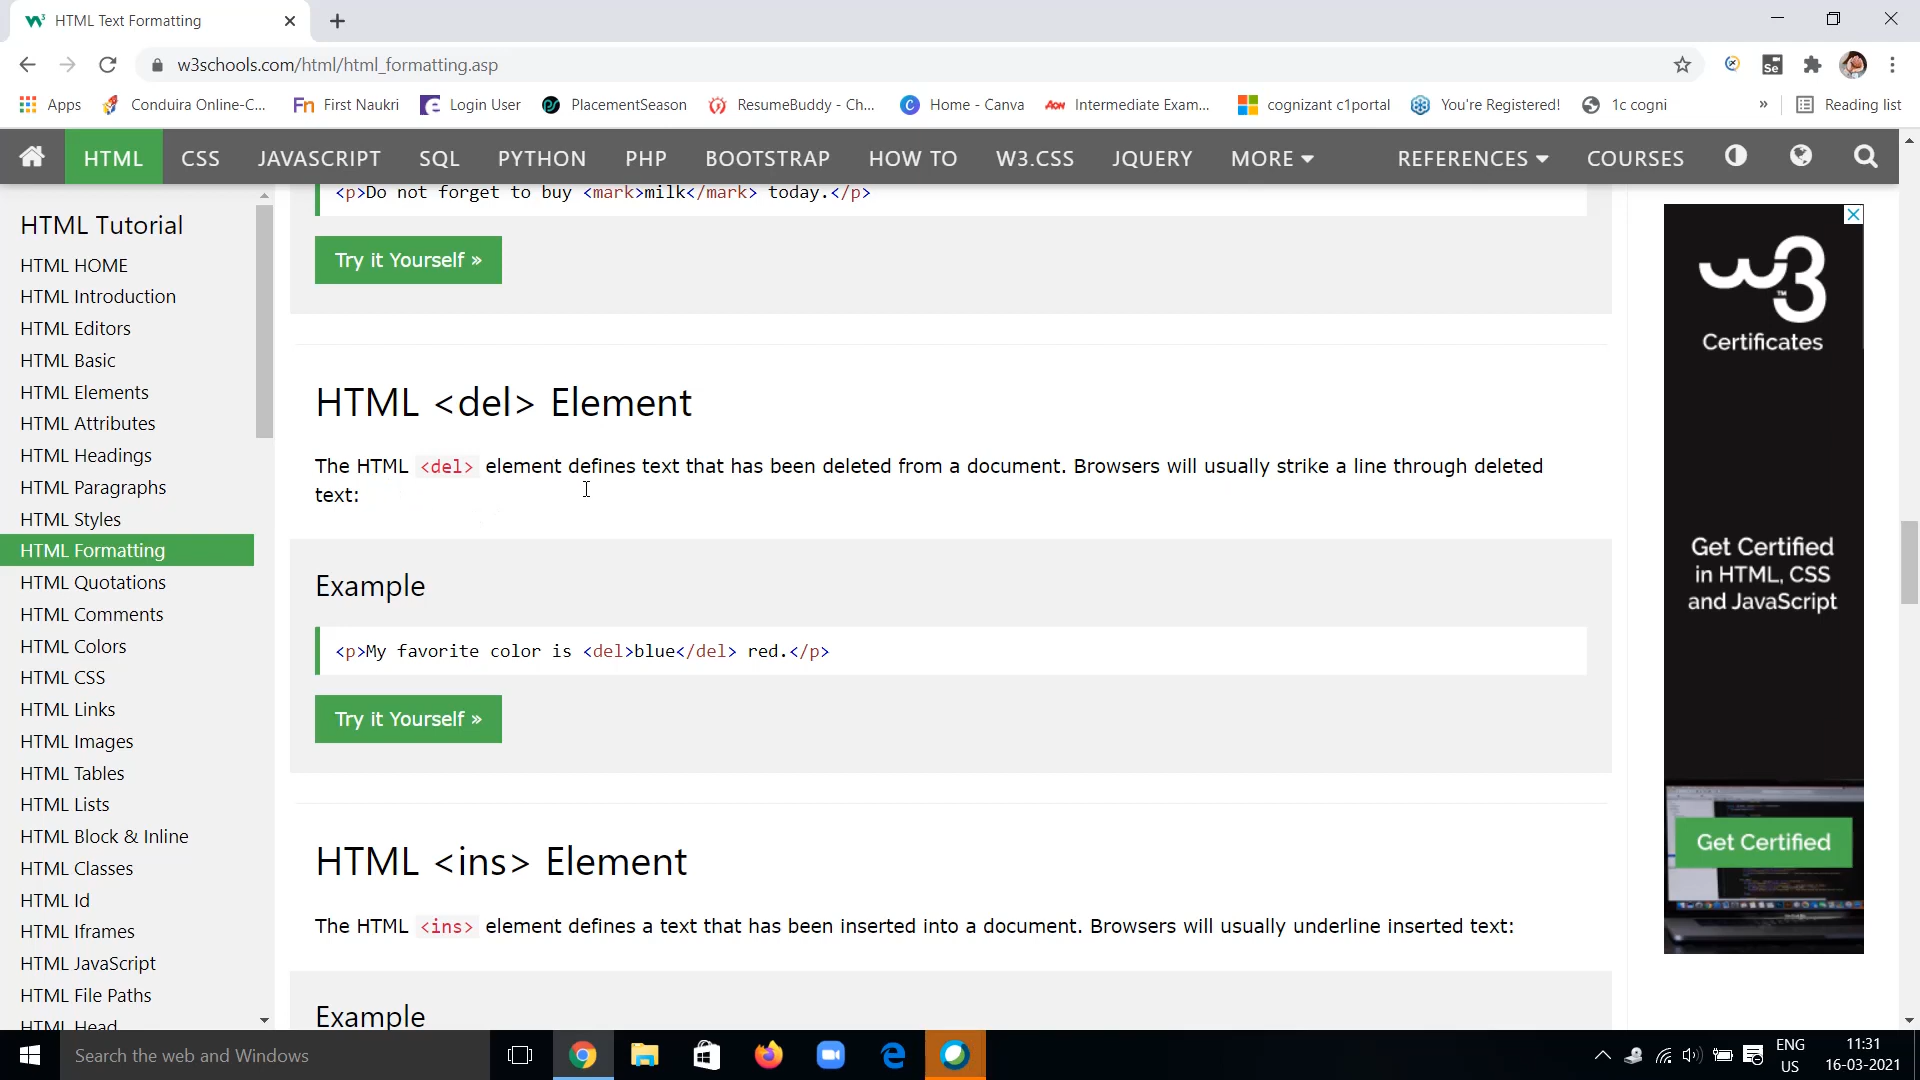 HTML Text Formatting
w3schools.com/html/html_formatting.asp
Apps
Conduira Online-C...
Fn First Naukri
Login User
PlacementSeason
ResumeBuddy - Ch...
C Home - Canva
AON Intermediate Exam...
cognizant c1portal
You're Registered!
1c cogni
»
Reading list
HTML CSS JAVASCRIPT SQL PYTHON PHP BOOTSTRAP HOW TO W3.CSS JQUERY MORE REFERENCES COURSES
HTML Tutorial
HTML HOME
HTML Introduction
HTML Editors
HTML Basic
HTML Elements
HTML Attributes
HTML Headings
HTML Paragraphs
HTML Styles
HTML Formatting
HTML Quotations
HTML Comments
HTML Colors
HTML CSS
HTML Links
HTML Images
HTML Tables
HTML Lists
HTML Block & Inline
HTML Classes
HTML Id
HTML Iframes
HTML JavaScript
HTML File Paths
HTML Head
<p>Do not forget to buy <mark>milk</mark> today.</p>
Try it Yourself »
HTML <del> Element
The HTML <del> element defines text that has been deleted from a document. Browsers will usually strike a line through deleted
text:
Example
<p>My favorite color is <del>blue</del> red.</p>
Try it Yourself »
HTML <ins> Element
The HTML <ins> element defines a text that has been inserted into a document. Browsers will usually underline inserted text:
Example
w3
TM
Certificates
Get Certified
in HTML, CSS
and JavaScript
Get Certified
Search the web and Windows
ENG
US
11:31
16-03-2021